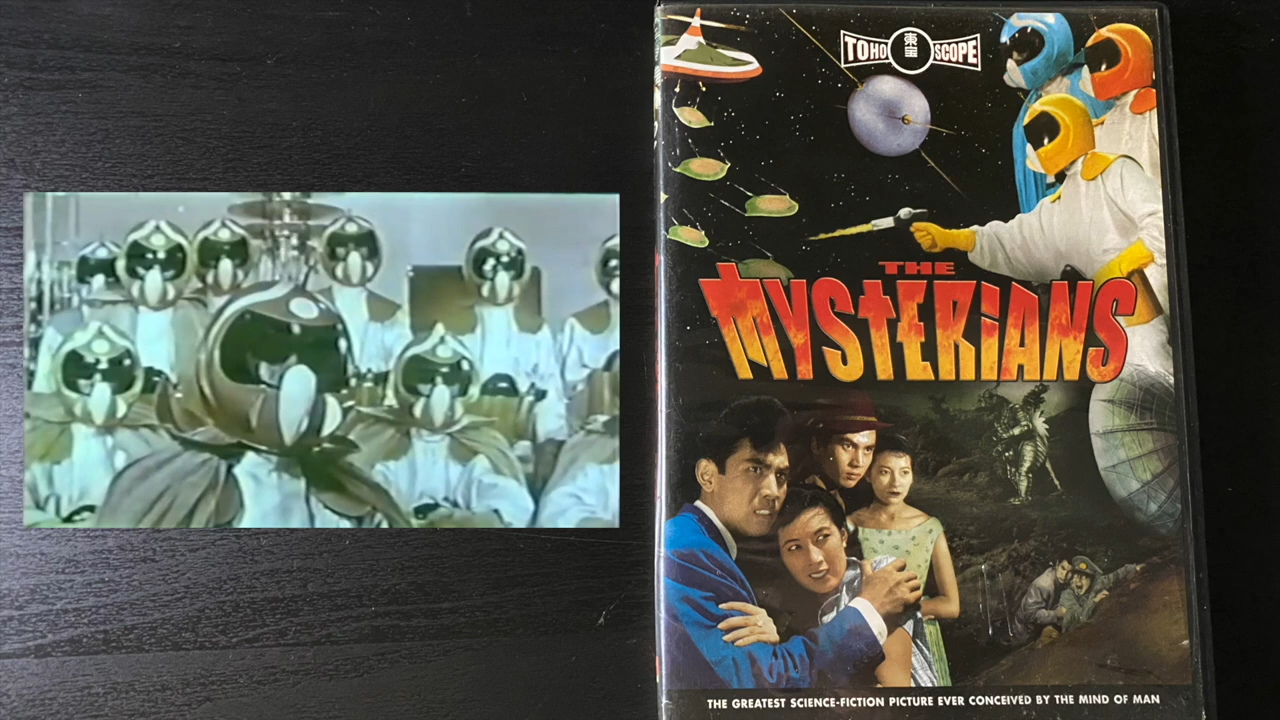 TOHO 東宝 SCOPE
THE
MYSTERIANS
THE GREATEST SCIENCE-FICTION PICTURE EVER CONCEIVED BY THE MIND OF MAN